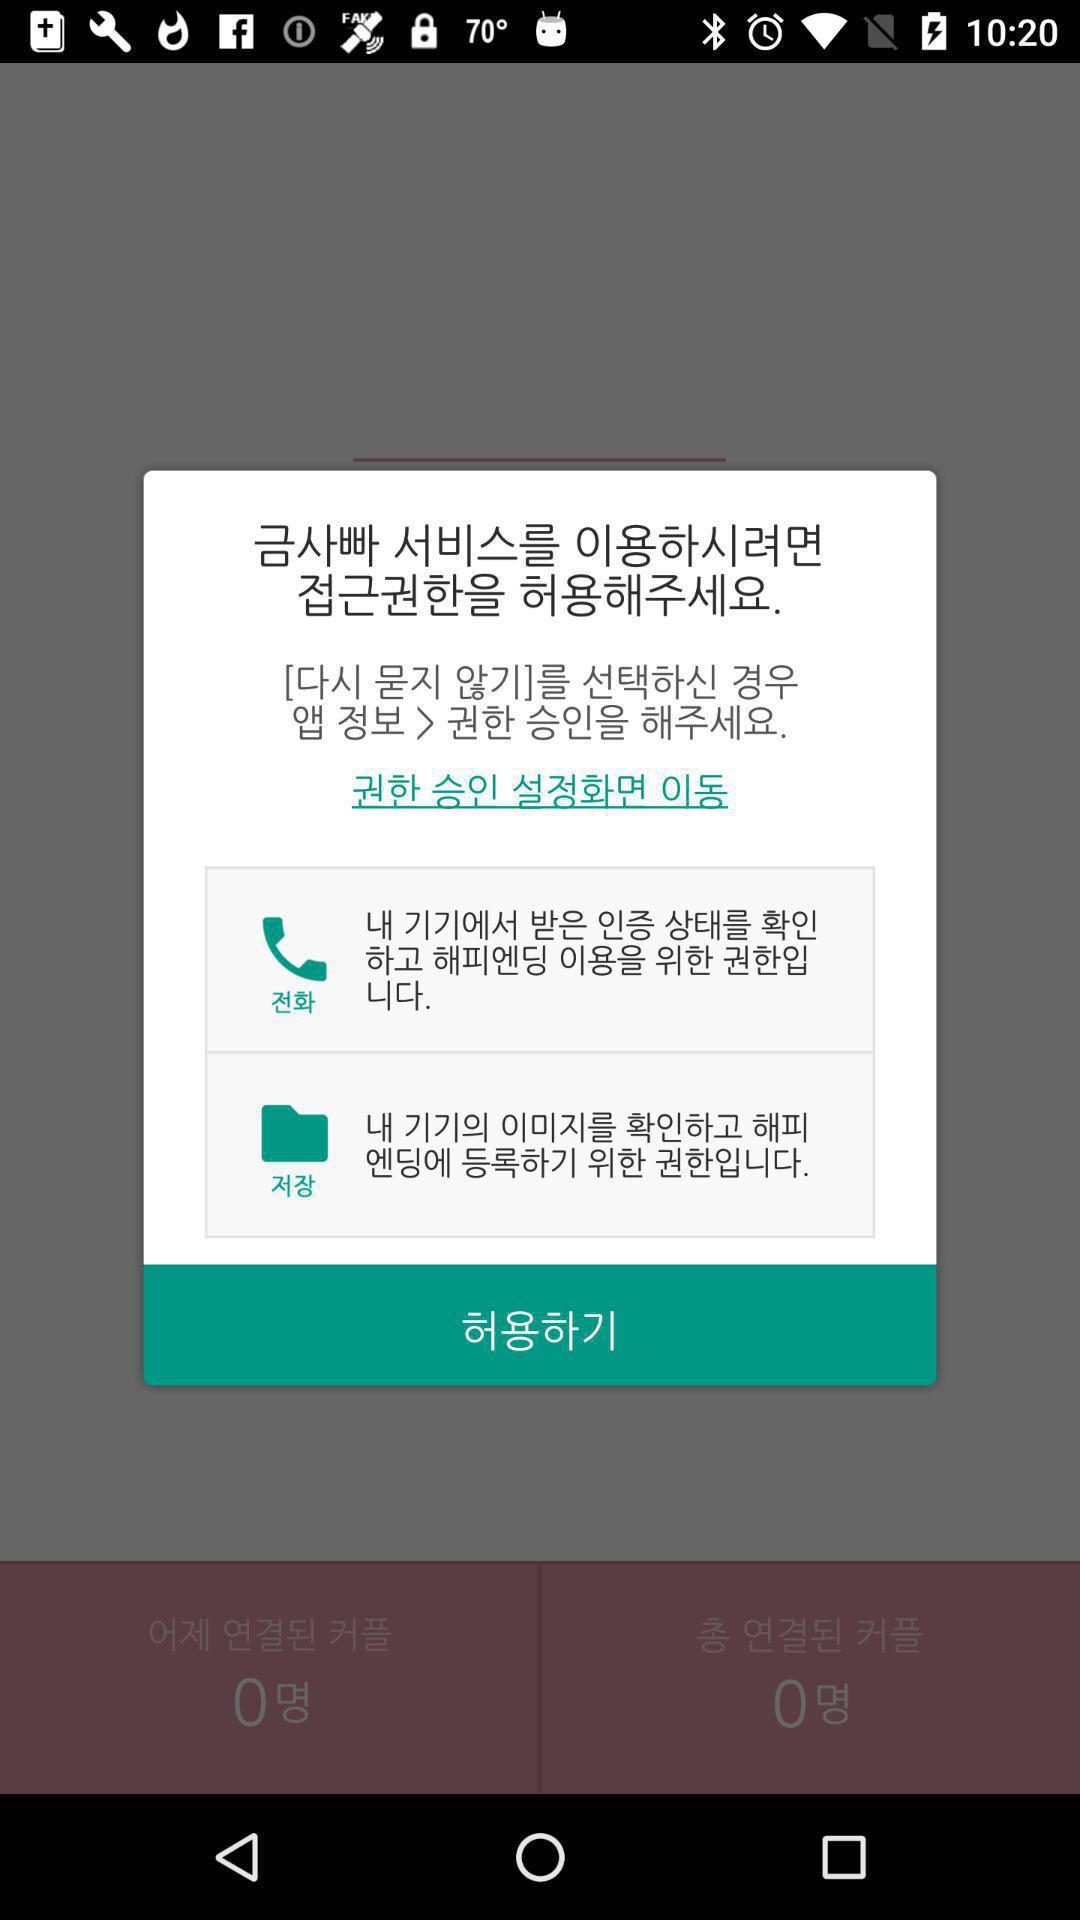 FAKE
70°
10:20
금사빠 서비스를 이용하시려면
접근권한을 허용해주세요.
[다시 묻지 않기]를 선택하신 경우
앱 정보 > 권한 승인을 해주세요.
권한 승인 설정화면 이동
내 기기에서 받은 인증 상태를 확인
하고 해피엔딩 이용을 위한 권한입
니다.
전화
내 기기의 이미지를 확인하고 해피
엔딩에 등록하기 위한 권한입니다.
저장
허용하기
어제 연결된 커플
0명
총 연결된 커플
0명